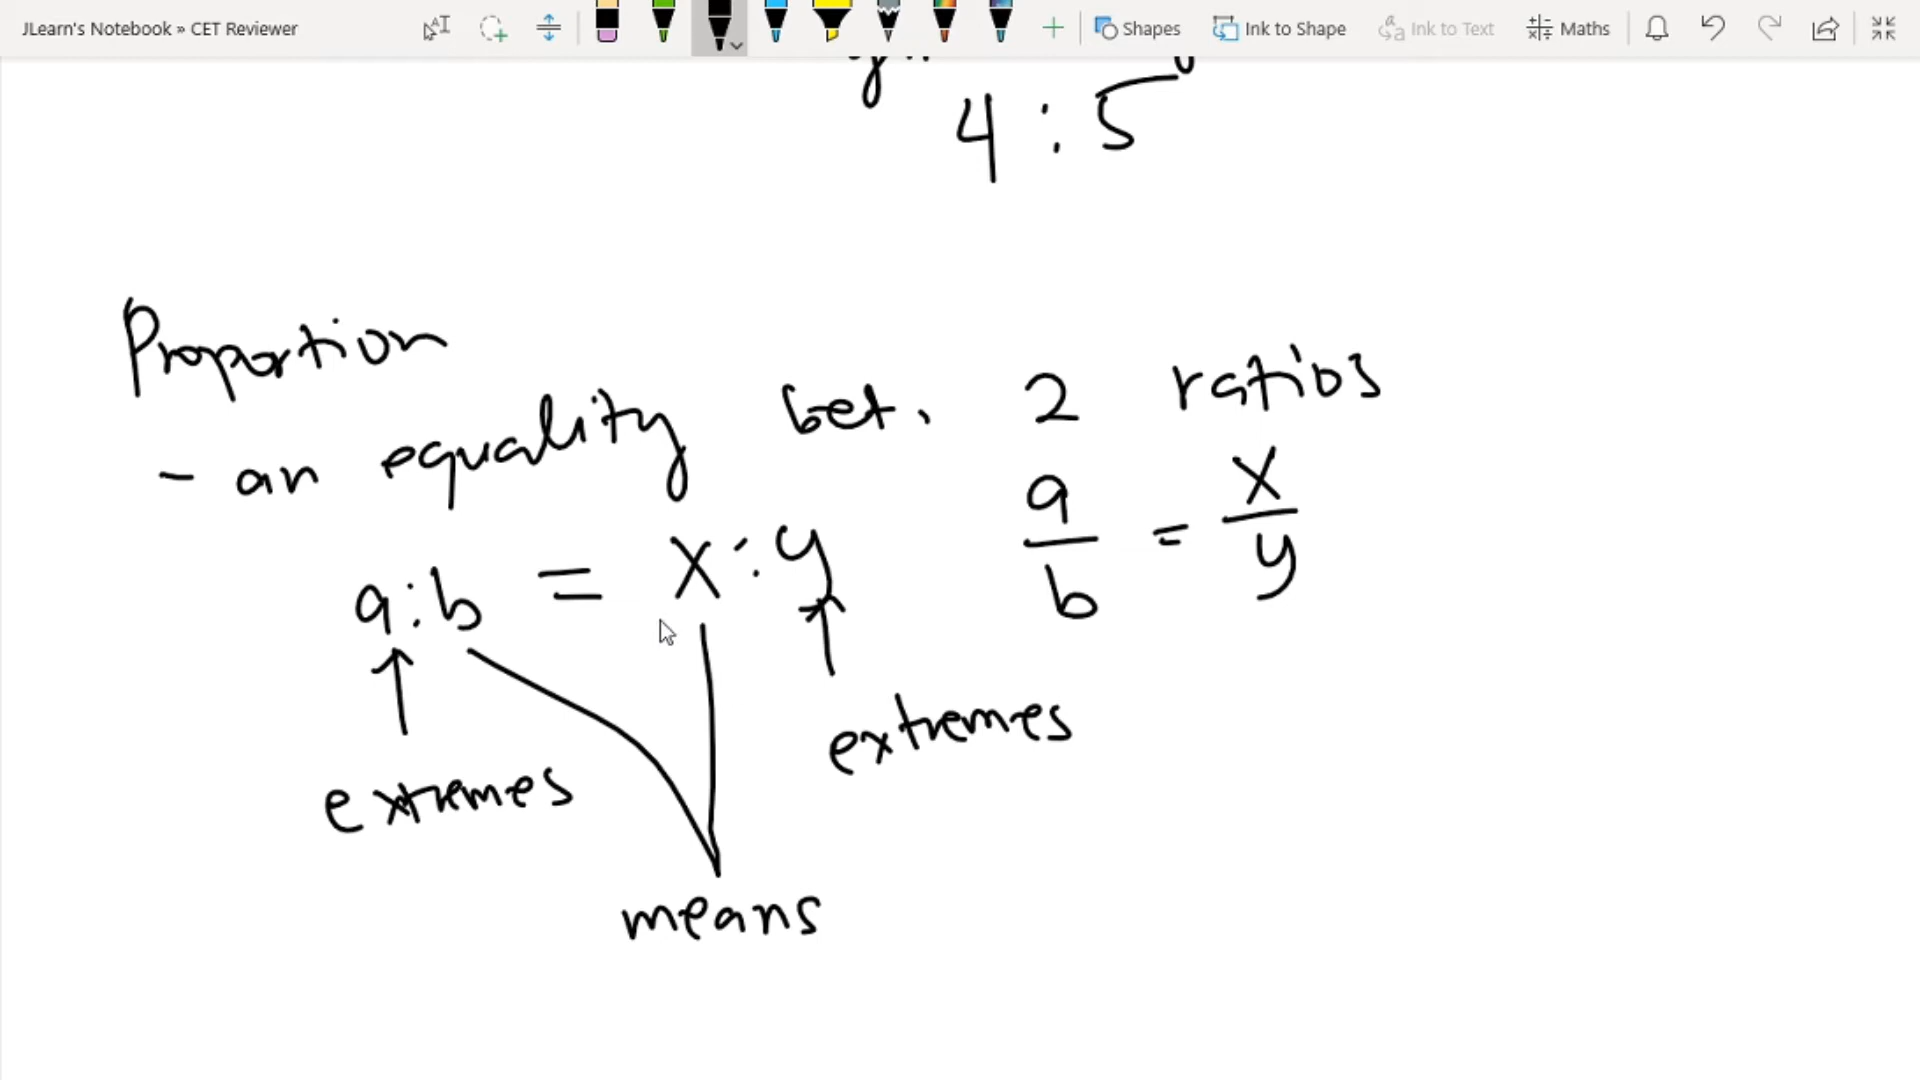 JLearn's Notebook » CET Reviewer
Shapes Ink to Shape Ink to Text Maths
4 : 5
Proportion
- an equality bet. 2 ratios
a:b = x:y
a/b = x/y
extremes
extremes
means